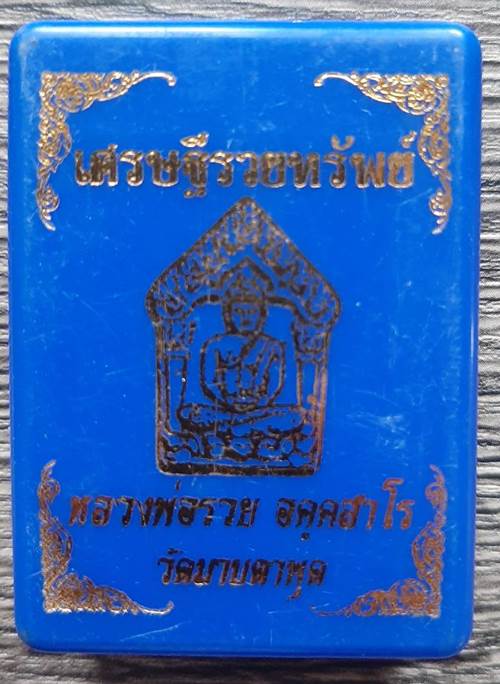 เศรษฐีรวยทรัพย์
หลวงพ่อรวย อคฺคสาโร
วัดมาบตาพุด